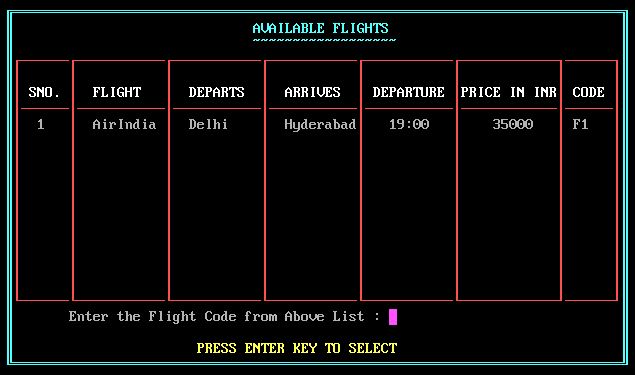 AVAILABLE FLIGHTS
~~~~~~~~~~~~~~~~~~
SNO. FLIGHT DEPARTS ARRIVES DEPARTURE PRICE IN INR CODE
1 AirIndia Delhi Hyderabad 19:00 35000 F1
Enter the Flight Code from Above List :
PRESS ENTER KEY TO SELECT